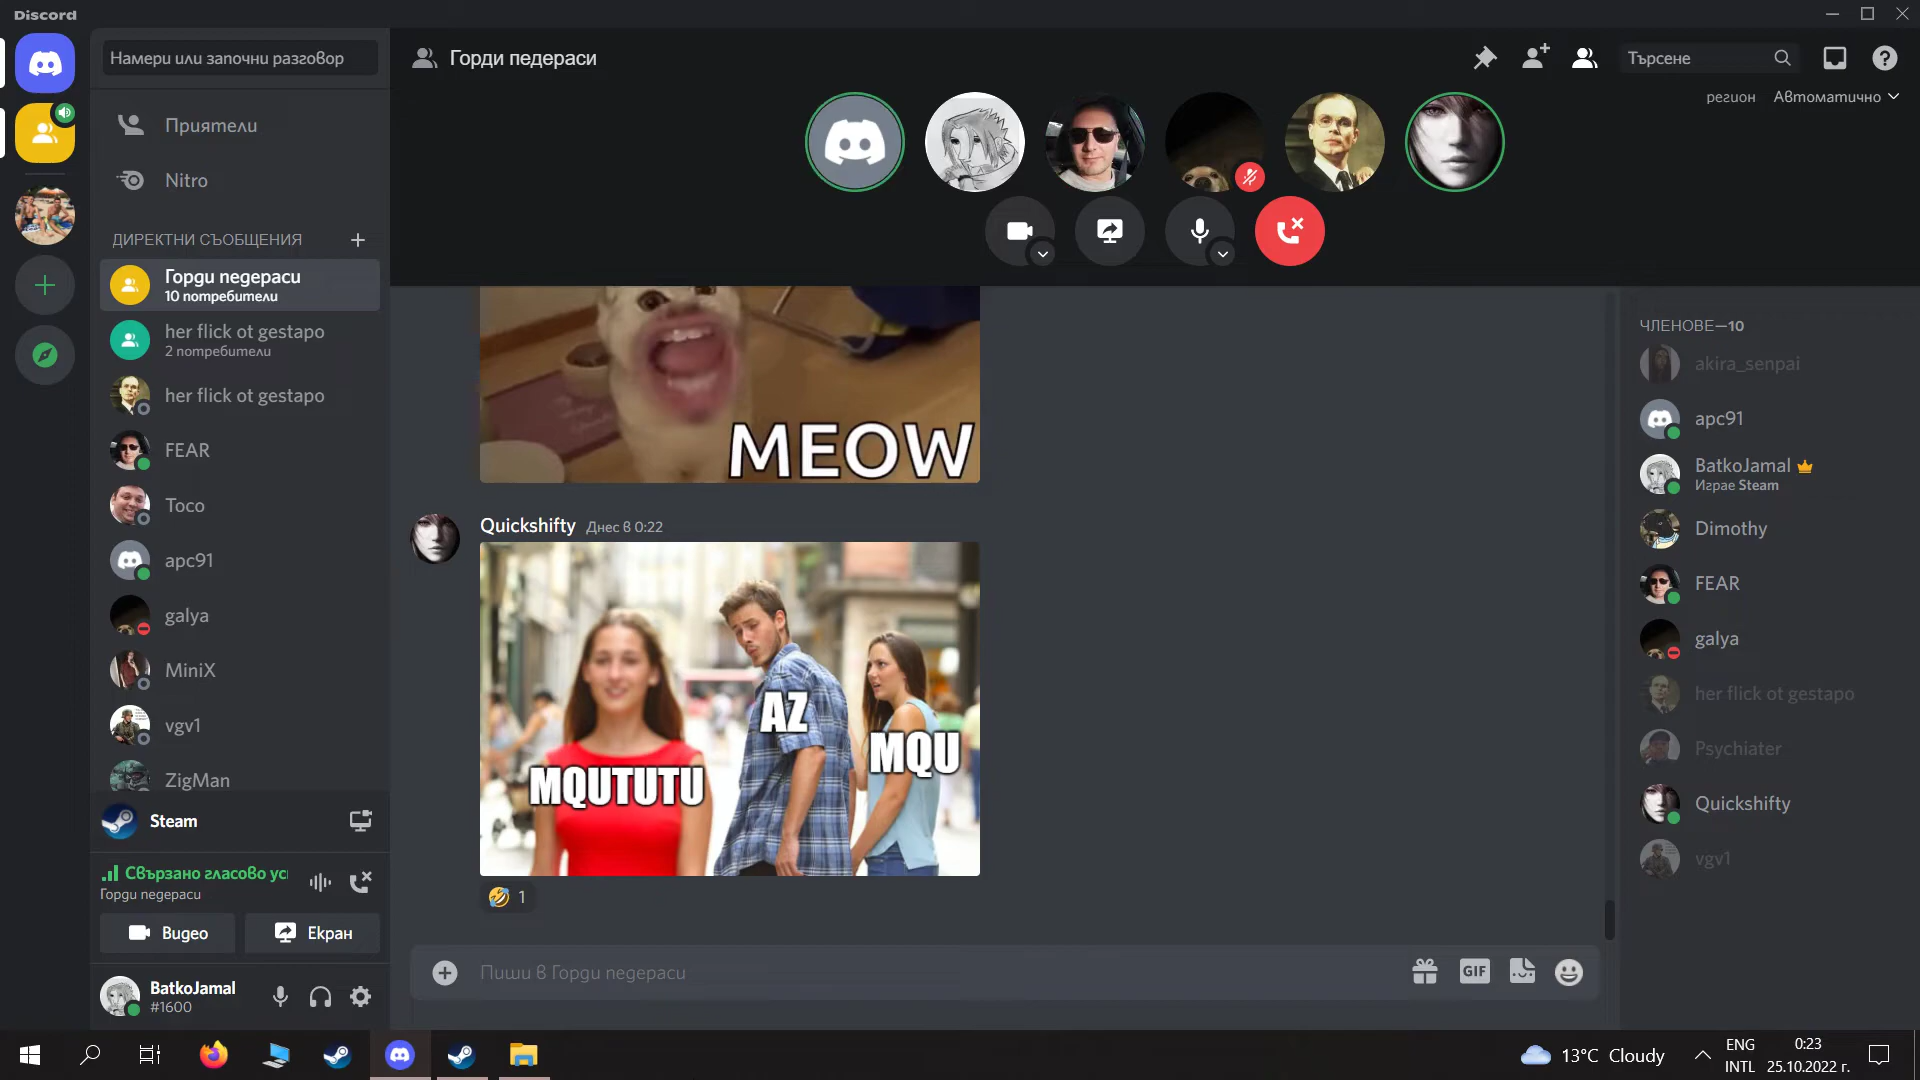 Discord
Намери или започни разговор
Горди педераси
Търсене
регион Автоматично
Приятели
Nitro
ДИРЕКТНИ СЪОБЩЕНИЯ
Горди педераси
10 потребители
her flick ot gestapo
2 потребители
her flick ot gestapo
FEAR
Toco
apc91
galya
MiniX
vgv1
ZigMan
Steam
Свързано гласово ус
Горди педераси
Видео
Екран
BatkoJamal
#1600
MEOW
Quickshifty Днес в 0:22
AZ
MQU
MQUTUTU
1
Пиши в Горди педераси
GIF
ЧЛЕНОВЕ—10
akira_senpai
apc91
BatkoJamal
Играе Steam
Dimothy
FEAR
galya
her flick ot gestapo
Psychiater
Quickshifty
vgv1
13°C Cloudy
ENG
INTL
0:23
25.10.2022 г.